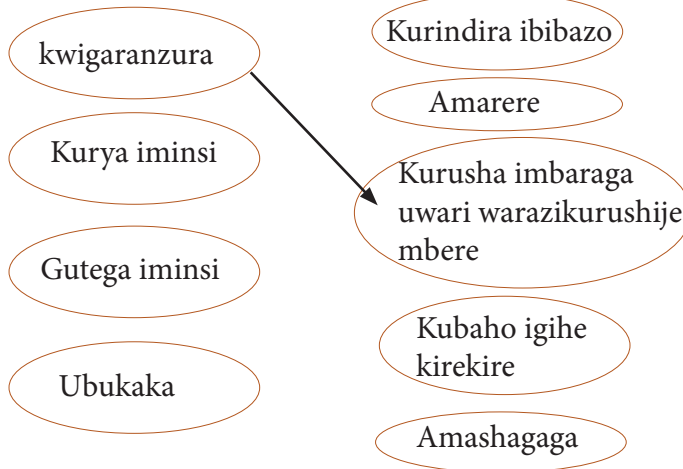 kwigaranzura
Kurya iminsi
Gutega iminsi
Ubukaka
Kurindira ibibazo
Amarere
Kurusha imbaraga
uwari warazikurushije
mbere
Kubaho igihe
kirekire
Amashagaga